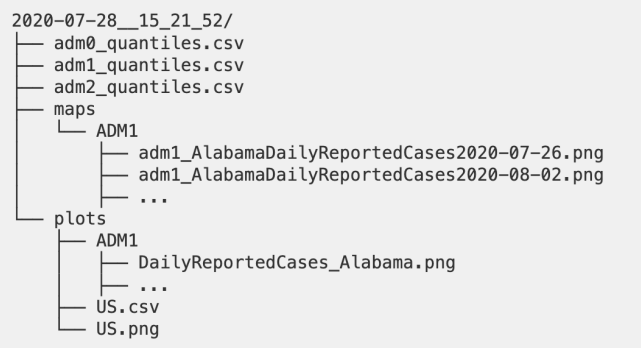 2020-07-28__15_21_52/
├── adm0_quantiles.csv
├── adm1_quantiles.csv
├── adm2_quantiles.csv
├── maps
│   └── ADM1
│       ├── adm1_AlabamaDailyReportedCases2020-07-26.png
│       ├── adm1_AlabamaDailyReportedCases2020-08-02.png
│       ├── ...
└── plots
    ├── ADM1
    │   ├── DailyReportedCases_Alabama.png
    │   ├── ...
    ├── US.csv
    └── US.png